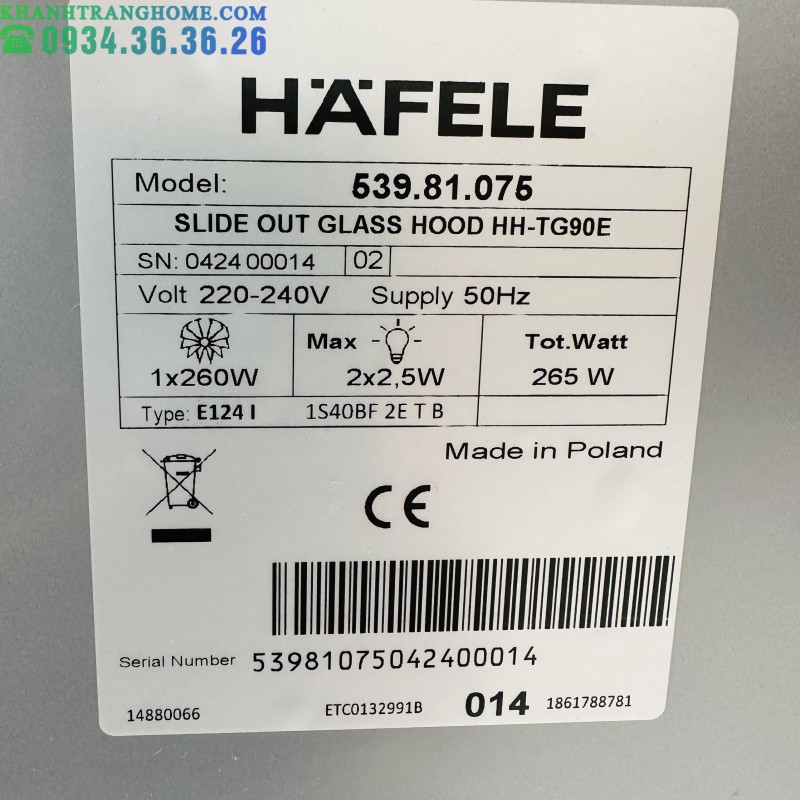 KHANHTRANGHOME.COM
0934.36.36.26
HÄFELE
Model: 539.81.075
SLIDE OUT GLASS HOOD HH-TG90E
SN: 0424 00014 02
Volt 220-240V Supply 50Hz
Max Tot.Watt
1x260W 2x2,5W 265 W
Type: E124 I 1S40BF 2E T B
Made in Poland
CE
Serial Number 53981075042400014
14880066 ETC0132991B 014 1861788781